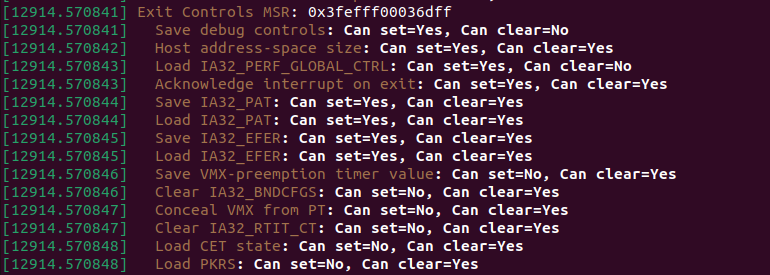 [12914.570841] Exit Controls MSR: 0x3fefff00036dff
[12914.570841]   Save debug controls: Can set=Yes, Can clear=No
[12914.570842]   Host address-space size: Can set=Yes, Can clear=Yes
[12914.570843]   Load IA32_PERF_GLOBAL_CTRL: Can set=Yes, Can clear=No
[12914.570843]   Acknowledge interrupt on exit: Can set=Yes, Can clear=Yes
[12914.570844]   Save IA32_PAT: Can set=Yes, Can clear=Yes
[12914.570844]   Load IA32_PAT: Can set=Yes, Can clear=Yes
[12914.570845]   Save IA32_EFER: Can set=Yes, Can clear=Yes
[12914.570845]   Load IA32_EFER: Can set=Yes, Can clear=Yes
[12914.570846]   Save VMX-preemption timer value: Can set=No, Can clear=Yes
[12914.570846]   Clear IA32_BNDCFGS: Can set=No, Can clear=Yes
[12914.570847]   Conceal VMX from PT: Can set=No, Can clear=Yes
[12914.570847]   Clear IA32_RTIT_CT: Can set=No, Can clear=Yes
[12914.570848]   Load CET state: Can set=No, Can clear=Yes
[12914.570848]   Load PKRS: Can set=No, Can clear=Yes